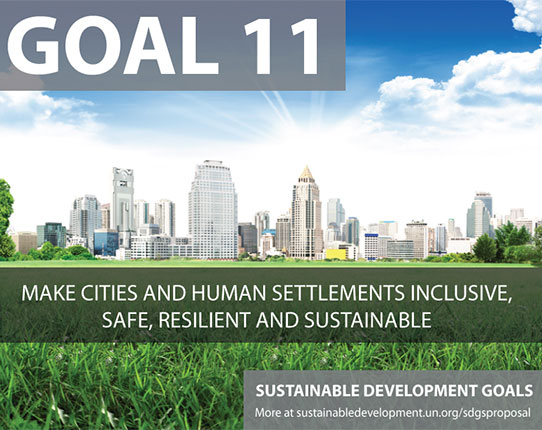 GOAL 11
MAKE CITIES AND HUMAN SETTLEMENTS INCLUSIVE,
SAFE, RESILIENT AND SUSTAINABLE
SUSTAINABLE DEVELOPMENT GOALS
More at sustainabledevelopment.un.org/sdgsproposal